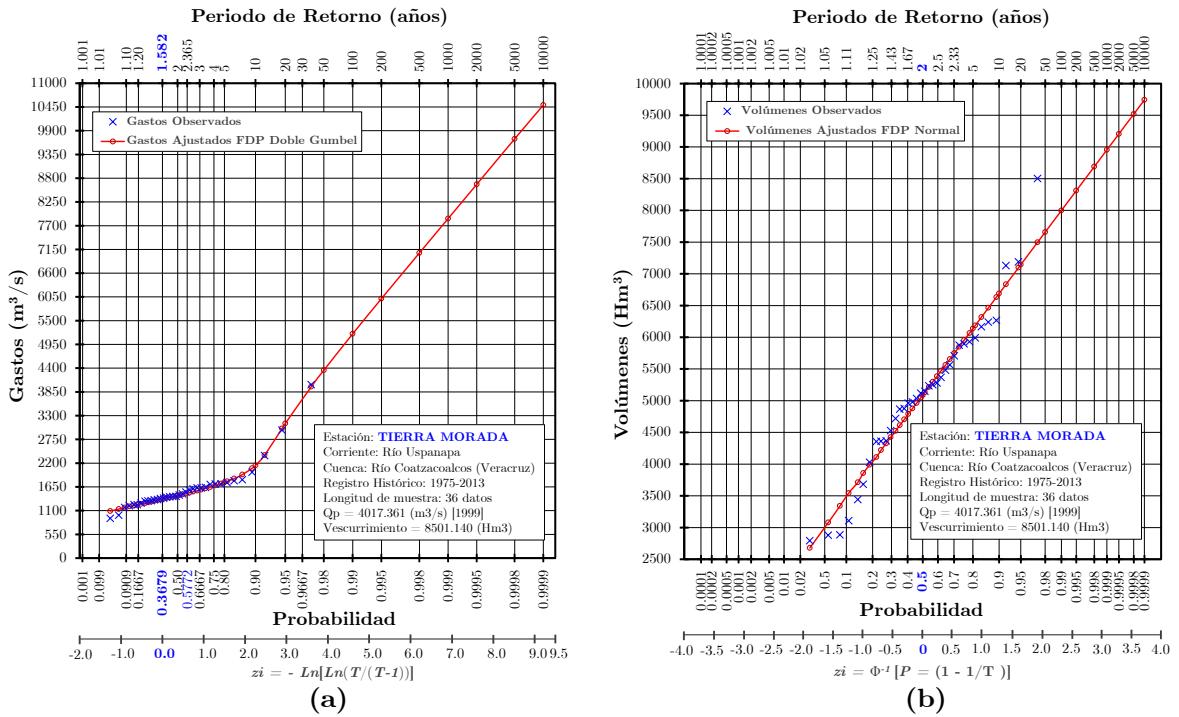 Periodo de Retorno (años)
1.001 1.01 1.10 1.20 1.582 2 2.365 3 4 5 10 20 30 50 100 200 500 1000 2000 5000 10000
11000
10450
9900
9350
8800
8250
7700
7150
6600
6050
5500
4950
4400
3850
3300
2750
2200
1650
1100
550
0
Gastos (m³/s)
Gastos Observados
Gastos Ajustados FDP Doble Gumbel
Estación: TIERRA MORADA
Corriente: Río Uspanapa
Cuenca: Río Coatzacoalcos (Veracruz)
Registro Histórico: 1975-2013
Longitud de muestra: 36 datos
Qp = 4017.361 (m3/s) [1999]
Vescurrimiento = 8501.140 (Hm3)
0.001 0.0099 0.0909 0.1667 0.3679 0.50 0.5772 0.6667 0.75 0.80 0.90 0.95 0.9667 0.98 0.99 0.995 0.998 0.999 0.9995 0.9998 0.9999
Probabilidad
-2.0 -1.0 0.0 1.0 2.0 3.0 4.0 5.0 6.0 7.0 8.0 9.0 9.5
zi = - Ln[Ln(T/(T-1))]
(a)
Periodo de Retorno (años)
1.0001 1.0002 1.0005 1.001 1.002 1.005 1.01 1.02 1.05 1.11 1.25 1.43 1.667 2 2.5 2.33 5 10 20 50 100 200 500 1000 2000 5000 10000
10000
9500
9000
8500
8000
7500
7000
6500
6000
5500
5000
4500
4000
3500
3000
2500
Volúmenes (Hm³)
Volúmenes Observados
Volúmenes Ajustados FDP Normal
Estación: TIERRA MORADA
Corriente: Río Uspanapa
Cuenca: Río Coatzacoalcos (Veracruz)
Registro Histórico: 1975-2013
Longitud de muestra: 36 datos
Qp = 4017.361 (m3/s) [1999]
Vescurrimiento = 8501.140 (Hm3)
0.0001 0.0002 0.0005 0.001 0.002 0.005 0.01 0.02 0.5 0.1 0.2 0.3 0.4 0.5 0.6 0.7 0.8 0.9 0.95 0.98 0.99 0.995 0.998 0.999 0.9995 0.9998 0.9999
Probabilidad
-4.0 -3.5 -3.0 -2.5 -2.0 -1.5 -1.0 -0.5 0 0.5 1.0 1.5 2.0 2.5 3.0 3.5 4.0
zi = Φ⁻¹ [P = (1 - 1/T )]
(b)